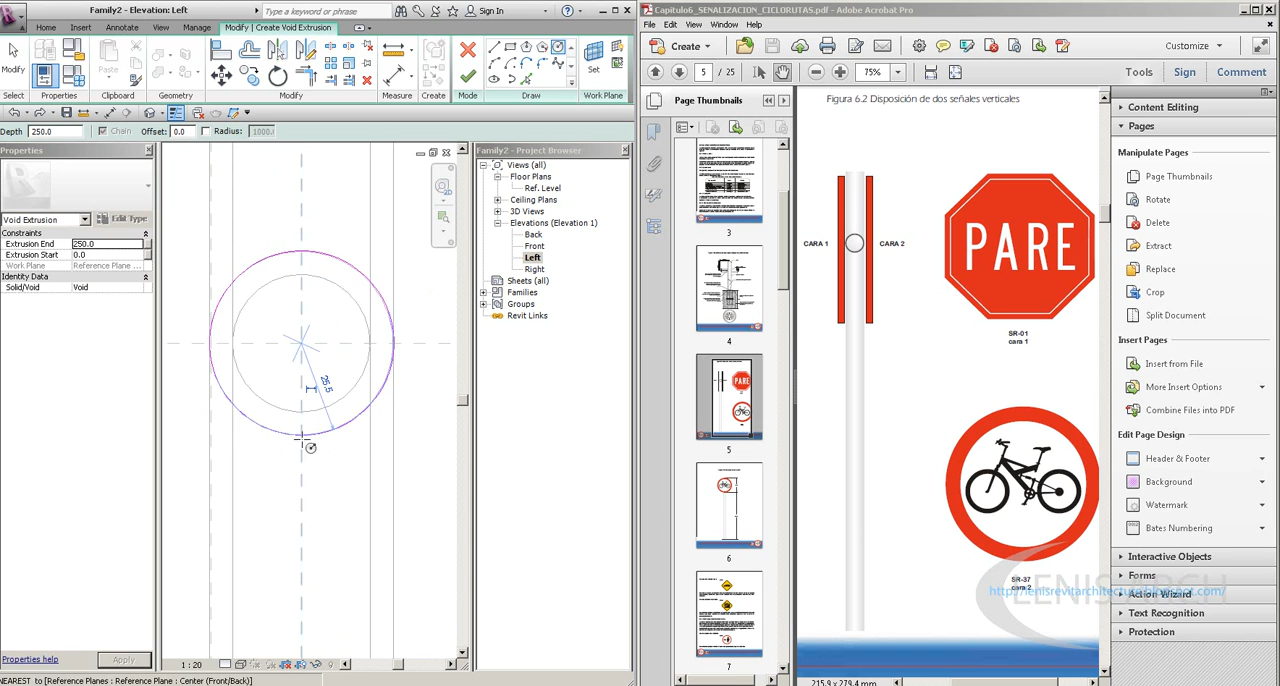 Family2 - Elevation: Left
Type a keyword or phrase
Sign In
Home
Insert
Annotate
View
Manage
Modify | Create Void Extrusion
Modify
Paste
Set
Select
Properties
Clipboard
Geometry
Modify
Measure
Create
Mode
Draw
Work Plane
Depth 250.0
Chain
Offset: 0.0
Radius: 1000.
Properties
Void Extrusion
Edit Type
Constraints
Extrusion End 250.0
Extrusion Start 0.0
Work Plane Reference Plane ...
Identity Data
Solid/Void Void
Properties help
Apply
25.5
1 : 20
NEAREST to [Reference Planes : Reference Plane : Center (Front/Back)]
Family2 - Project Browser
Views (all)
Floor Plans
Ref. Level
Ceiling Plans
3D Views
Elevations (Elevation 1)
Back
Front
Left
Right
Sheets (all)
Families
Groups
Revit Links
Capitulo6_SENALIZACION_CICLORUTAS.pdf - Adobe Acrobat Pro
File
Edit
View
Window
Help
Create
Customize
5 / 25
75%
Tools
Sign
Comment
Page Thumbnails
3
4
5
6
7
PARE
Figura 6.2 Disposición de dos señales verticales
CARA 1
CARA 2
PARE
SR-01
cara 1
SR-37
cara 2
LENISARCH
http://lenisrevitarchitecture.blogspot.com/
215.9 x 279.4 mm
Content Editing
Pages
Manipulate Pages
Page Thumbnails
Rotate
Delete
Extract
Replace
Crop
Split Document
Insert Pages
Insert from File
More Insert Options
Combine Files into PDF
Edit Page Design
Header & Footer
Background
Watermark
Bates Numbering
Interactive Objects
Forms
Action Wizard
Text Recognition
Protection